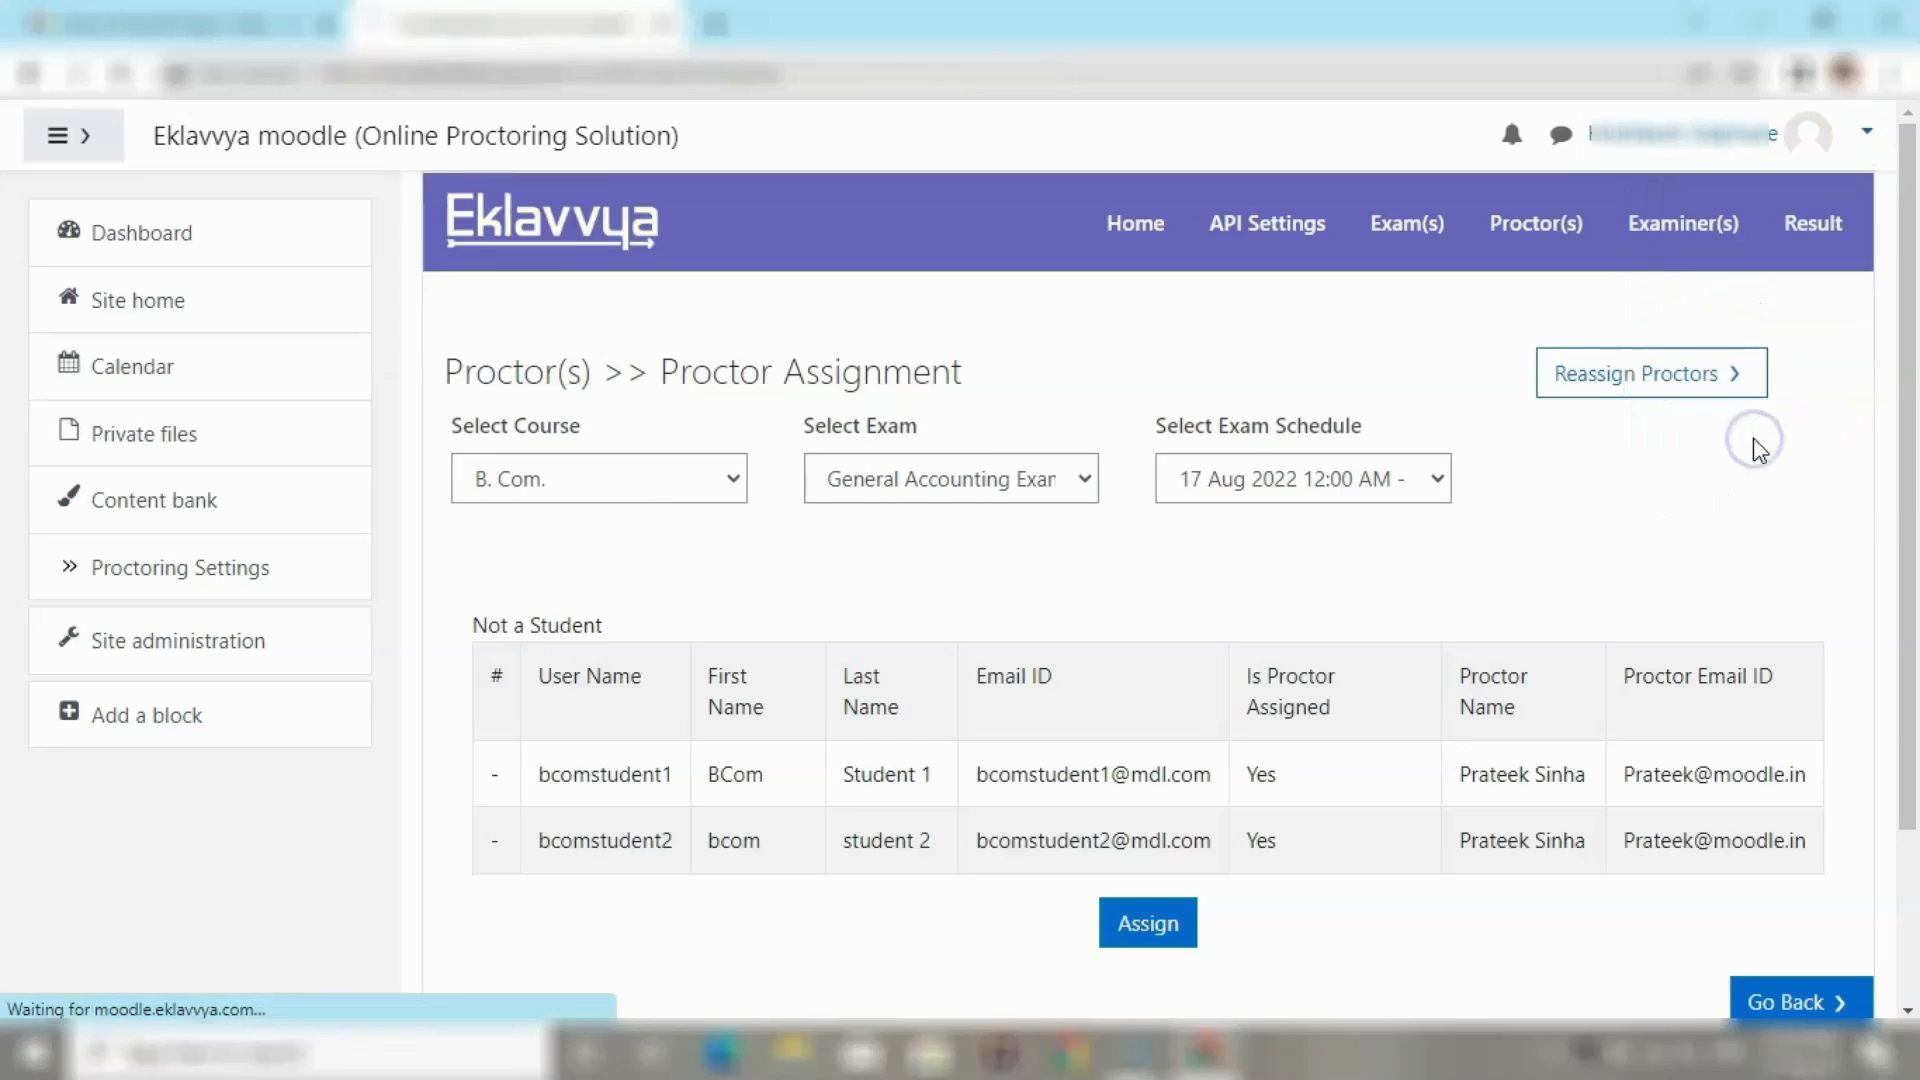 Eklavvya moodle (Online Proctoring Solution)
Dashboard
Site home
Calendar
Private files
Content bank
Proctoring Settings
Site administration
Add a block
Eklavvya
Home API Settings Exam(s) Proctor(s) Examiner(s) Result
Proctor(s) >> Proctor Assignment
Reassign Proctors
Select Course Select Exam Select Exam Schedule
B. Com. General Accounting Exar 17 Aug 2022 12:00 AM -
Not a Student
# User Name First Name Last Name Email ID Is Proctor Assigned Proctor Name Proctor Email ID
- bcomstudent1 BCom Student 1 bcomstudent1@mdl.com Yes Prateek Sinha Prateek@moodle.in
- bcomstudent2 bcom student 2 bcomstudent2@mdl.com Yes Prateek Sinha Prateek@moodle.in
Assign
Go Back
Waiting for moodle.eklavvya.com...